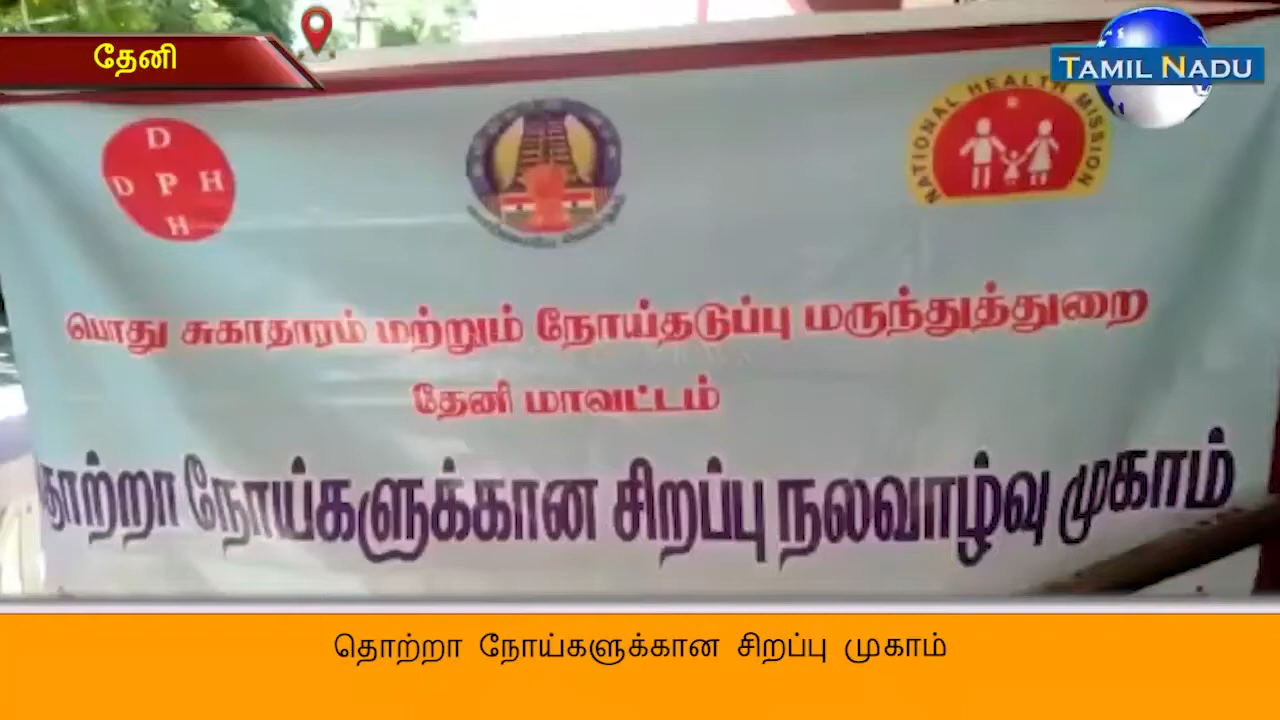 தேனி
TAMIL NADU
D
D P H
H
NATIONAL HEALTH MISSION
பொது சுகாதாரம் மற்றும் நோய்தடுப்பு மருந்துத்துறை
தேனி மாவட்டம்
நோய்களுக்கான சிறப்பு நலவாழ்வு முகாம்
தொற்றா நோய்களுக்கான சிறப்பு முகாம்